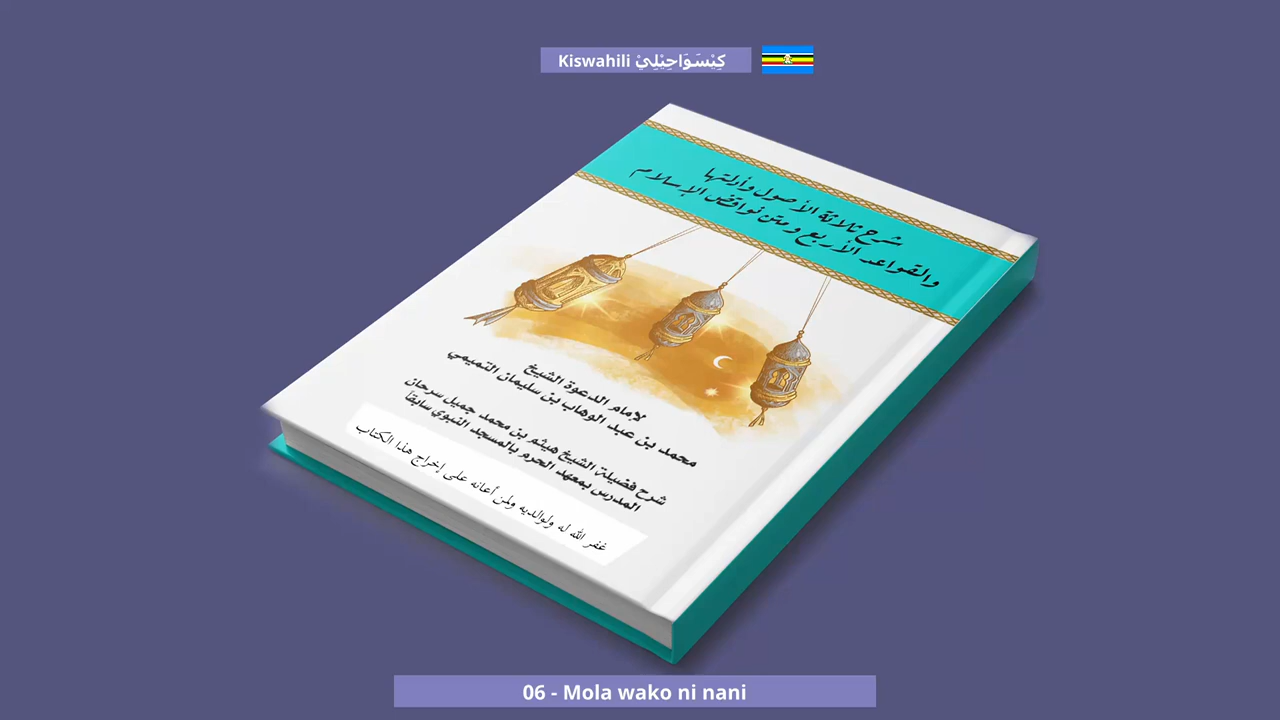 Kiswahili كِيْسَوَاحِيْلِيْ
شرح ثلاثة الأصول وأدلتها
والقواعد الأربع ومتن نواقض الإسلام
لإمام الدعوة الشيخ
محمد بن عبد الوهاب بن سليمان التميمي
شرح فضيلة الشيخ هيثم بن محمد جميل سرحان
المدرس بمعهد الحرم بالمسجد النبوي سابقاً
غفر الله له ولوالديه ولمن أعانه على إخراج هذا الكتاب
06 - Mola wako ni nani